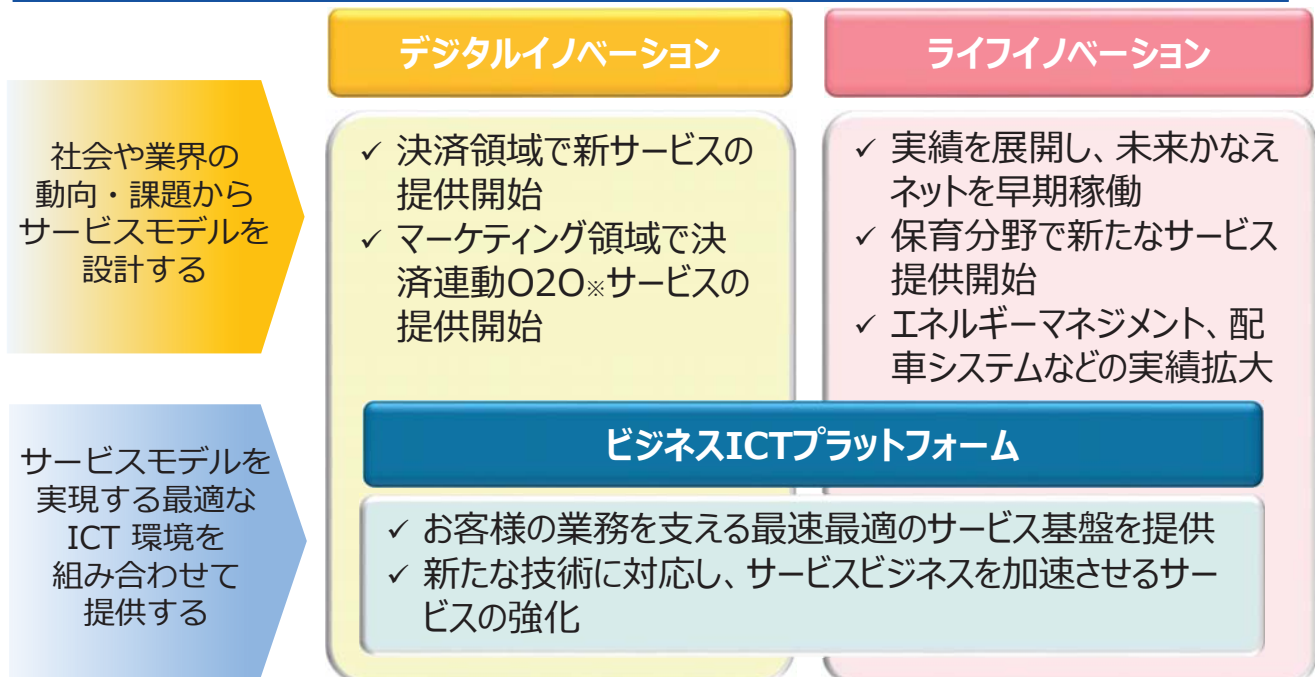 デジタルイノベーション
ライフイノベーション
社会や業界の
動向・課題から
サービスモデルを
設計する
✓ 決済領域で新サービスの
提供開始
✓ マーケティング領域で決
済連動O2O※サービスの
提供開始
✓ 実績を展開し、未来かなえ
ネットを早期稼働
✓ 保育分野で新たなサービス
提供開始
✓ エネルギーマネジメント、配
車システムなどの実績拡大
サービスモデルを
実現する最適な
ICT 環境を
組み合わせて
提供する
ビジネスICTプラットフォーム
✓ お客様の業務を支える最速最適のサービス基盤を提供
✓ 新たな技術に対応し、サービスビジネスを加速させるサー
ビスの強化